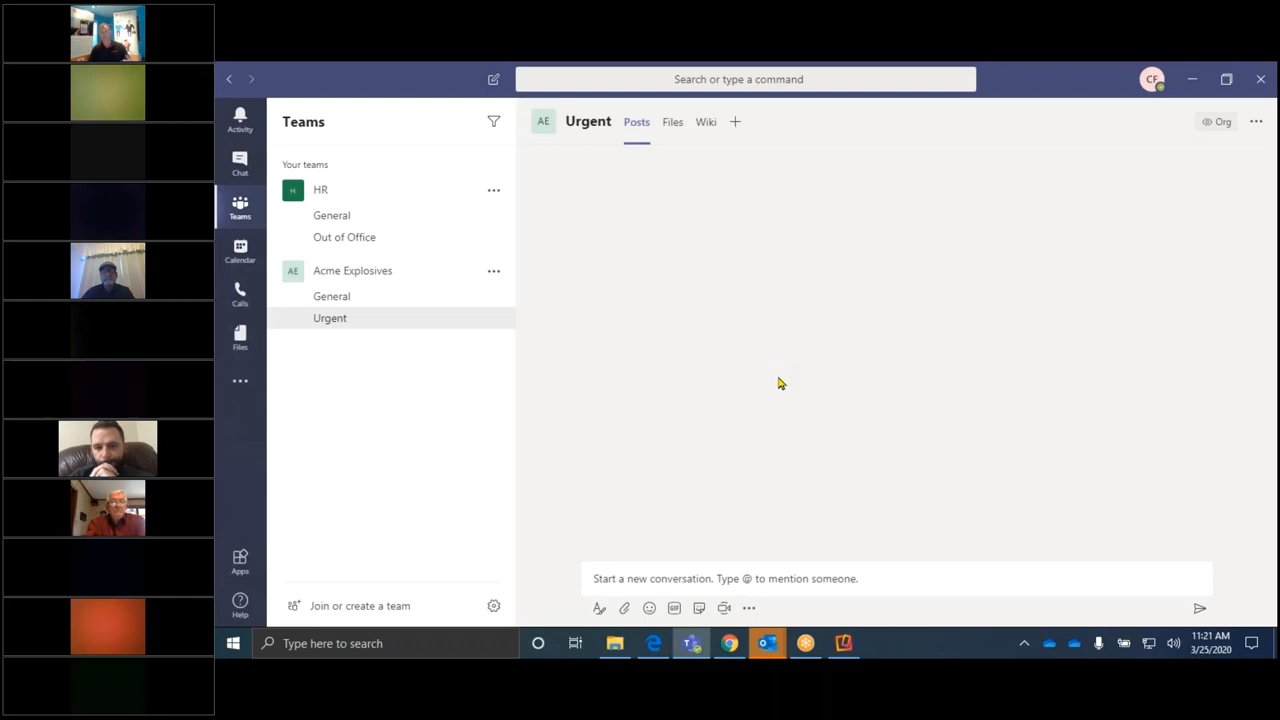 Search or type a command
CF
Activity
Chat
Teams
Calendar
Calls
Files
Apps
Help
Teams
Your teams
H
HR
General
Out of Office
AE
Acme Explosives
General
Urgent
Join or create a team
AE
Urgent
Posts
Files
Wiki
Org
Start a new conversation. Type @ to mention someone.
GIF
Type here to search
11:21 AM
3/25/2020